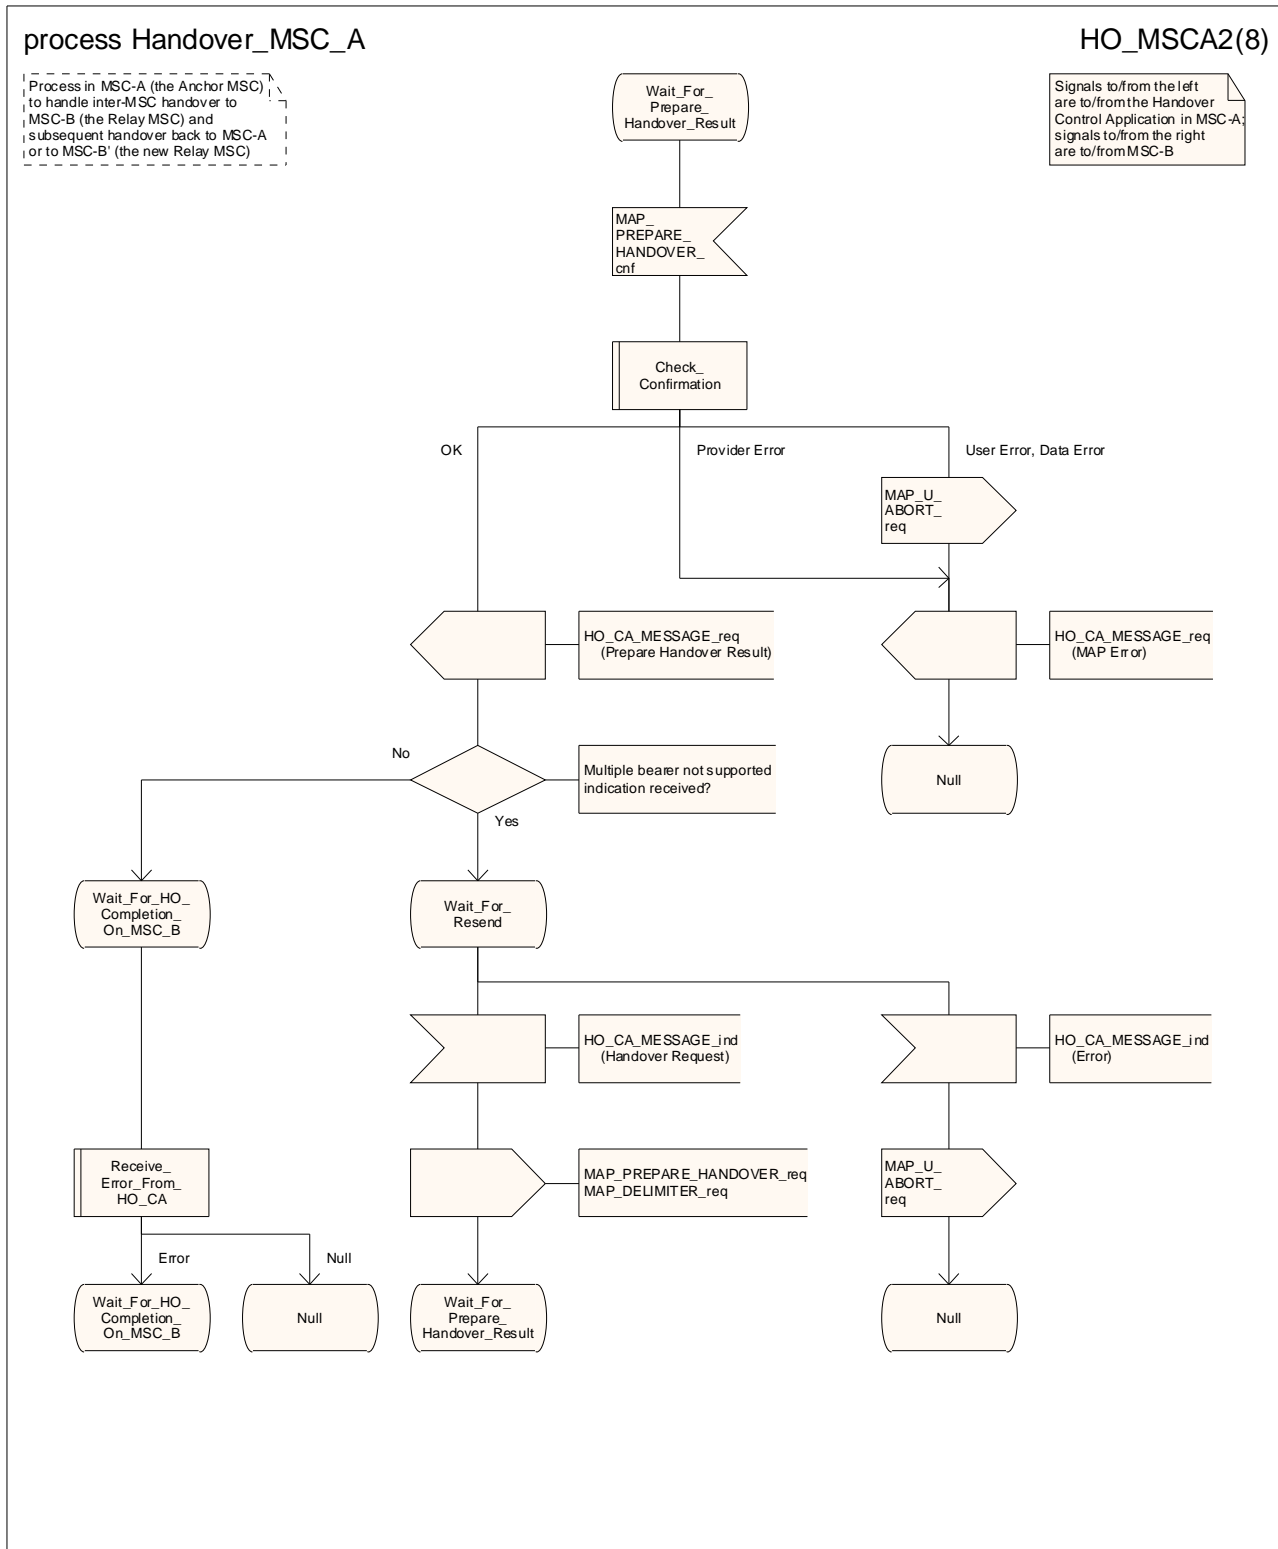 process Handover_MSC_A
HO_MSCA2(8)
Process in MSC-A (the Anchor MSC)
to handle inter-MSC handover to
MSC-B (the Relay MSC) and
subsequent handover back to MSC-A
or to MSC-B' (the new Relay MSC)
Wait_For_
Prepare_
Handover_Result
Signals to/from the left
are to/from the Handover
Control Application in MSC-A;
signals to/from the right
are to/from MSC-B
MAP_
PREPARE_
HANDOVER_
cnf
Check_
Confirmation
OK
Provider Error
User Error, Data Error
MAP_U_
ABORT_
req
HO_CA_MESSAGE_req
(Prepare Handover Result)
HO_CA_MESSAGE_req
(MAP Error)
No
Multiple bearer not supported
indication received?
Null
Yes
Wait_For_HO_
Completion_
On_MSC_B
Wait_For_
Resend
HO_CA_MESSAGE_ind
(Handover Request)
HO_CA_MESSAGE_ind
(Error)
Receive_
Error_From_
HO_CA
MAP_PREPARE_HANDOVER_req
MAP_DELIMITER_req
MAP_U_
ABORT_
req
Error
Null
Wait_For_HO_
Completion_
On_MSC_B
Null
Wait_For_
Prepare_
Handover_Result
Null